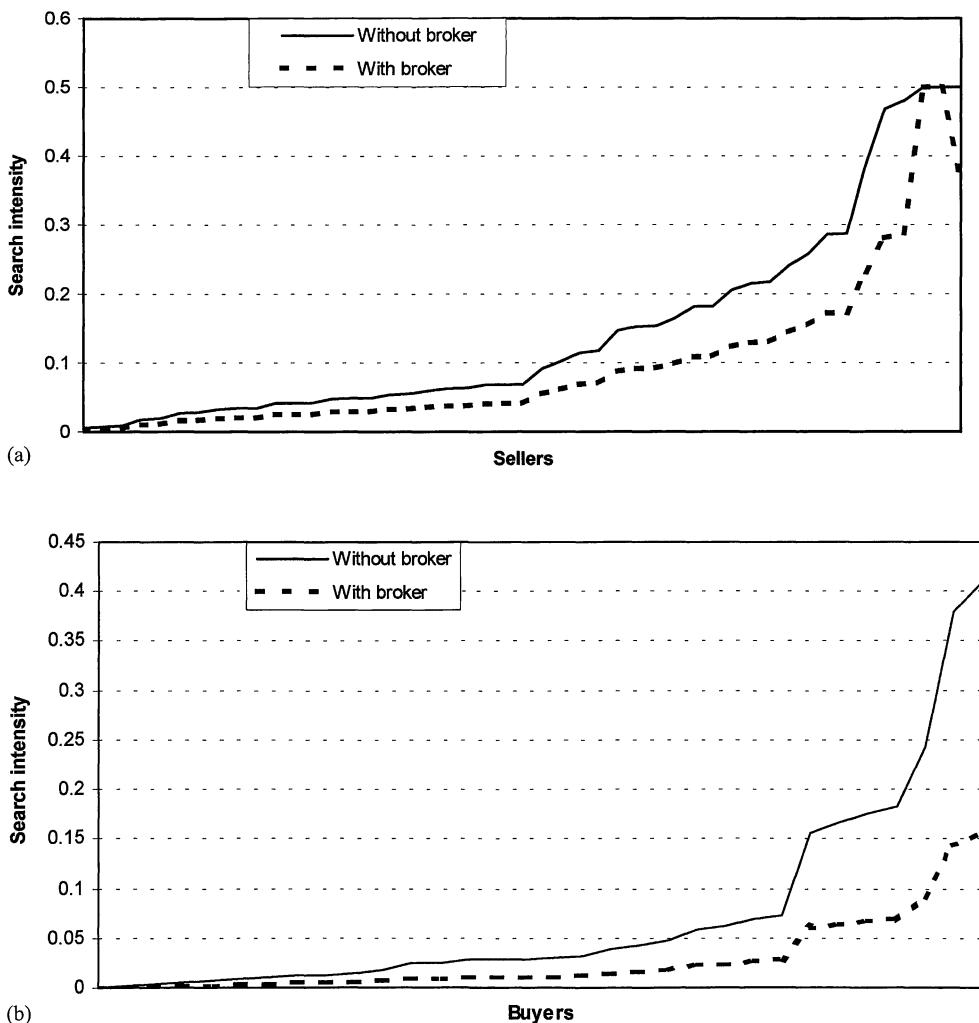 0.6
Without broker
With broker
0.5
0.4
0.3
0.2
0.1
0
Search intensity
(a)
Sellers
0.45
Without broker
With broker
0.4
0.35
0.3
0.25
0.2
0.15
0.1
0.05
0
Search intensity
(b)
Buyers